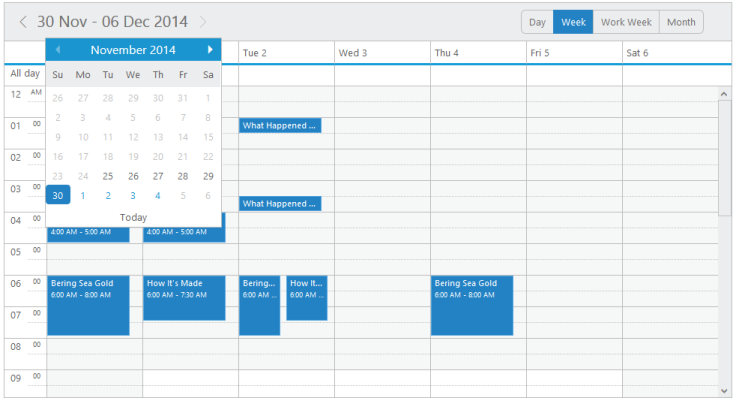 30 Nov - 06 Dec 2014
Day Week Work Week Month
Tue 2 Wed 3 Thu 4 Fri 5 Sat 6
November 2014
All day
Su Mo Tu We Th Fr Sa
26 27 28 29 30 31 1
2 3 4 5 6 7 8
9 10 11 12 13 14 15
16 17 18 19 20 21 22
23 24 25 26 27 28 29
30 1 2 3 4 5 6
Today
12 AM
01 00
What Happened ...
02 00
03 00
What Happened ...
04 00
4:00 AM - 5:00 AM 4:00 AM - 5:00 AM
05 00
06 00
Bering Sea Gold How It's Made Bering... How It... Bering Sea Gold
6:00 AM - 8:00 AM 6:00 AM - 7:30 AM 6:00 AM ... 6:00 AM ... 6:00 AM - 8:00 AM
07 00
08 00
09 00